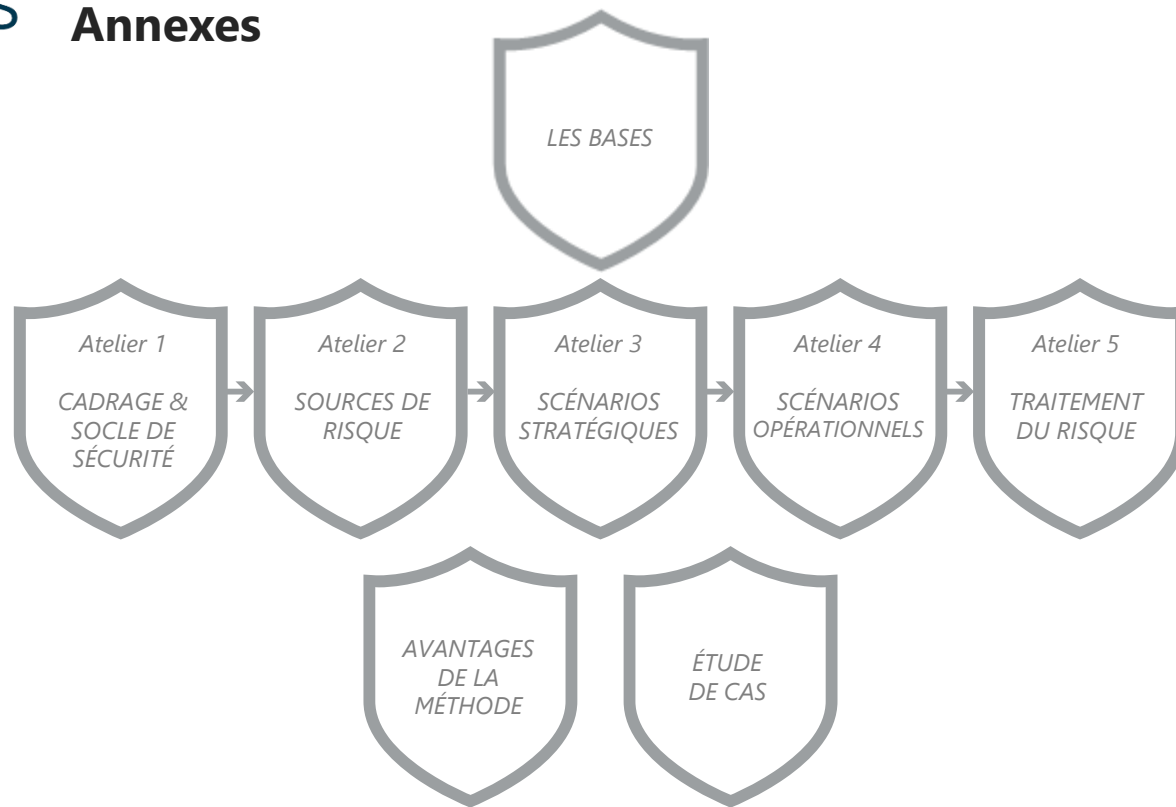 Annexes
LES BASES
Atelier 1
CADRAGE &
SOCLE DE
SÉCURITÉ
Atelier 2
SOURCES DE
RISQUE
Atelier 3
SCÉNARIOS
STRATÉGIQUES
Atelier 4
SCÉNARIOS
OPÉRATIONNELS
Atelier 5
TRAITEMENT
DU RISQUE
AVANTAGES
DE LA
MÉTHODE
ÉTUDE
DE CAS